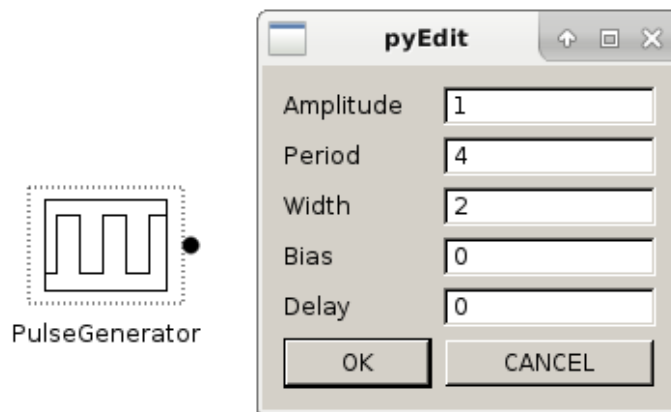 pyEdit
Amplitude 1
Period 4
Width 2
Bias 0
Delay 0
OK CANCEL
PulseGenerator